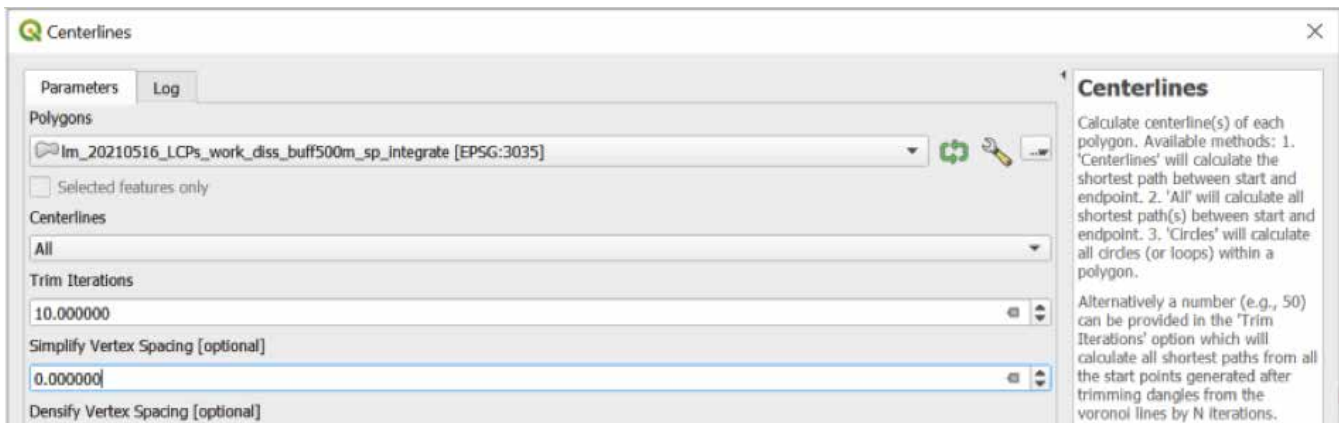 Centerlines
Parameters
Log
Polygons
lm_20210516_LCPs_work_diss_buff500m_sp_integrate [EPSG:3035]
Selected features only
Centerlines
All
Trim Iterations
10.000000
Simplify Vertex Spacing [optional]
0.000000
Densify Vertex Spacing [optional]
Centerlines
Calculate centerline(s) of each
polygon. Available methods: 1.
'Centerlines' will calculate the
shortest path between start and
endpoint. 2. 'All' will calculate all
shortest path(s) between start and
endpoint. 3. 'Circles' will calculate
all circles (or loops) within a
polygon.
Alternatively a number (e.g., 50)
can be provided in the 'Trim
Iterations' option which will
calculate all shortest paths from all
the start points generated after
trimming dangles from the
voronoi lines by N iterations.